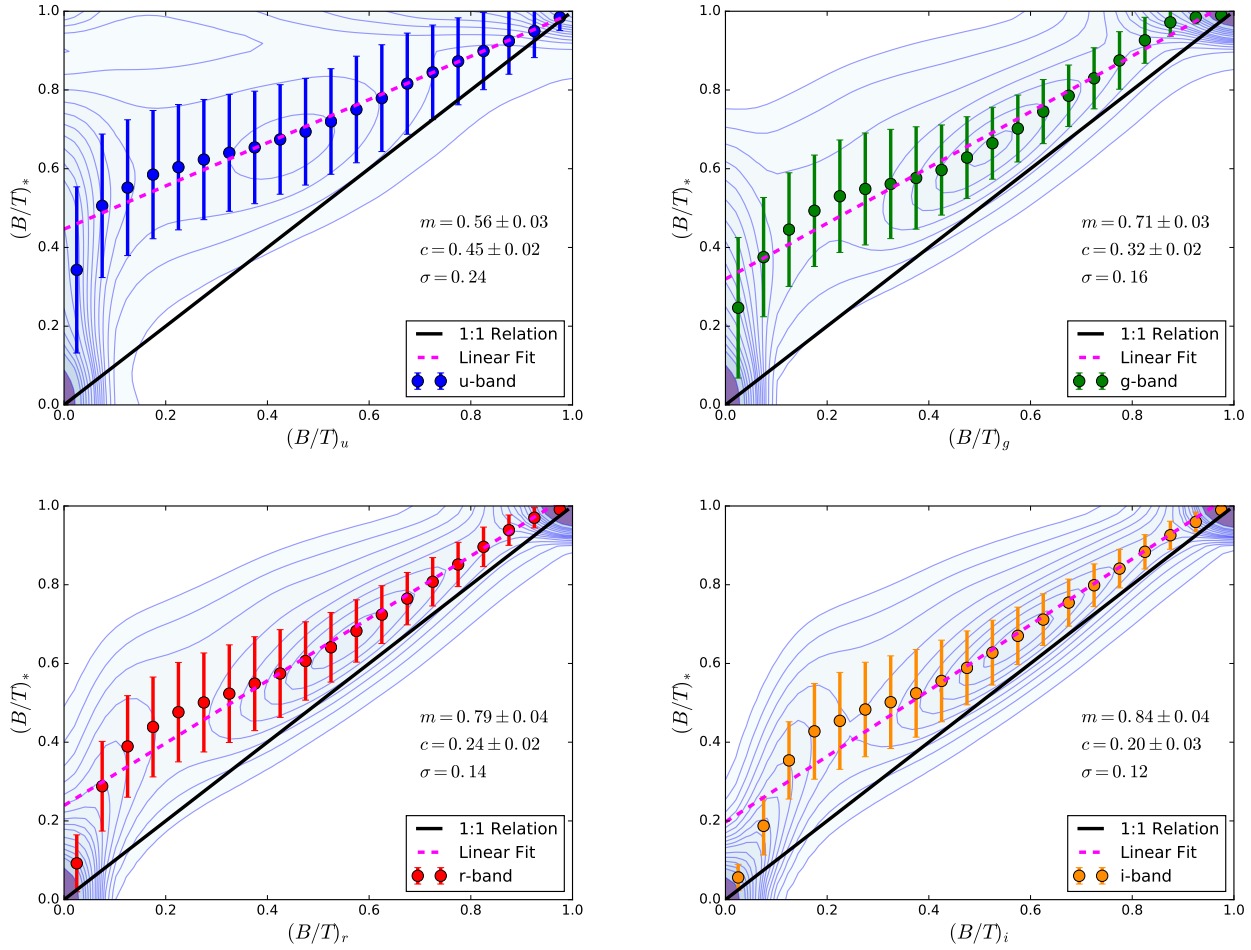 1.0
0.8
0.6
0.4
0.2
0.0
(B/T)_*
m = 0.56 ± 0.03
c = 0.45 ± 0.02
σ = 0.24
1:1 Relation
Linear Fit
u-band
0.0 0.2 0.4 0.6 0.8 1.0
(B/T)_u
1.0
0.8
0.6
0.4
0.2
0.0
(B/T)_*
m = 0.71 ± 0.03
c = 0.32 ± 0.02
σ = 0.16
1:1 Relation
Linear Fit
g-band
0.0 0.2 0.4 0.6 0.8 1.0
(B/T)_g
1.0
0.8
0.6
0.4
0.2
0.0
(B/T)_*
m = 0.79 ± 0.04
c = 0.24 ± 0.02
σ = 0.14
1:1 Relation
Linear Fit
r-band
0.0 0.2 0.4 0.6 0.8 1.0
(B/T)_r
1.0
0.8
0.6
0.4
0.2
0.0
(B/T)_*
m = 0.84 ± 0.04
c = 0.20 ± 0.03
σ = 0.12
1:1 Relation
Linear Fit
i-band
0.0 0.2 0.4 0.6 0.8 1.0
(B/T)_i